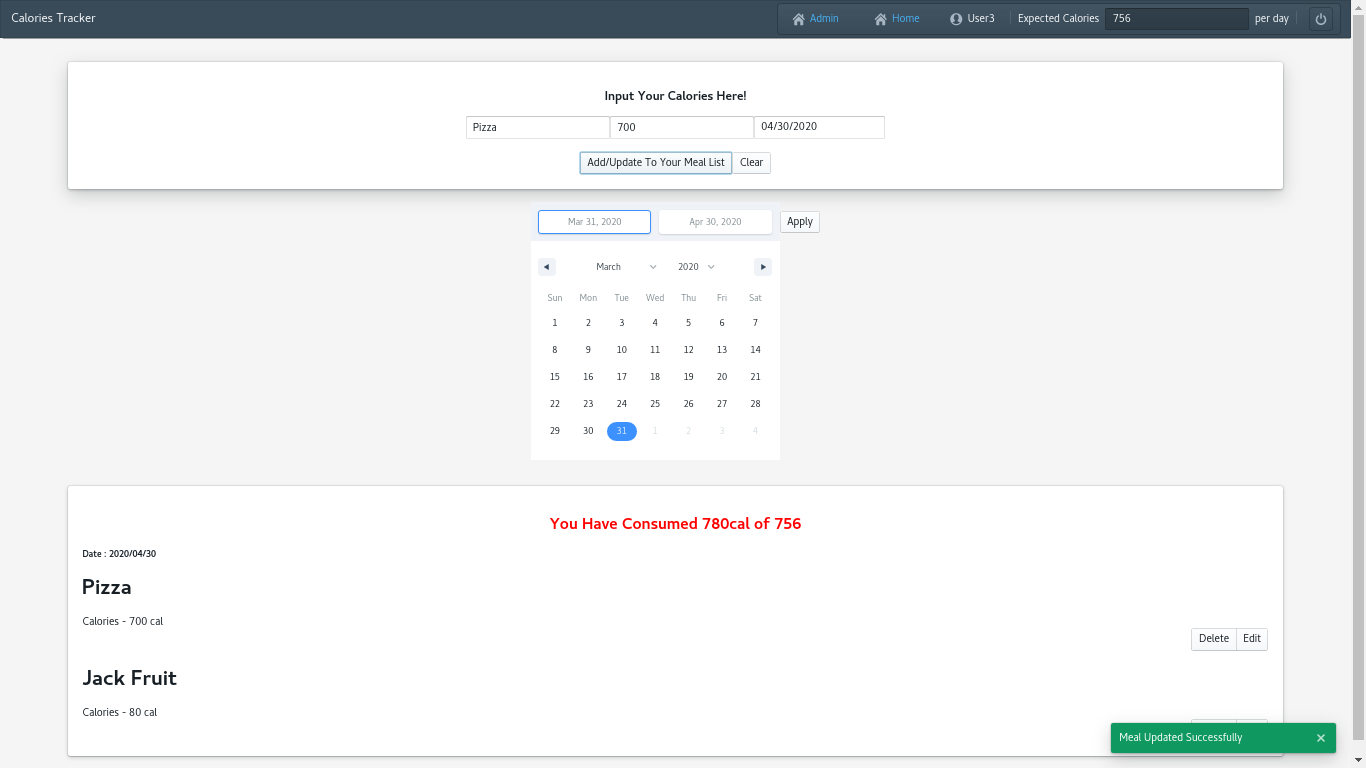 Calories Tracker
Admin Home User3 Expected Calories 756 per day
Input Your Calories Here!
Pizza 700 04/30/2020
Add/Update To Your Meal List Clear
Mar 31, 2020 Apr 30, 2020 Apply
March 2020
Sun Mon Tue Wed Thu Fri Sat
1 2 3 4 5 6 7
8 9 10 11 12 13 14
15 16 17 18 19 20 21
22 23 24 25 26 27 28
29 30 31 1 2 3 4
You Have Consumed 780cal of 756
Date : 2020/04/30
Pizza
Calories - 700 cal
Delete Edit
Jack Fruit
Calories - 80 cal
Meal Updated Successfully